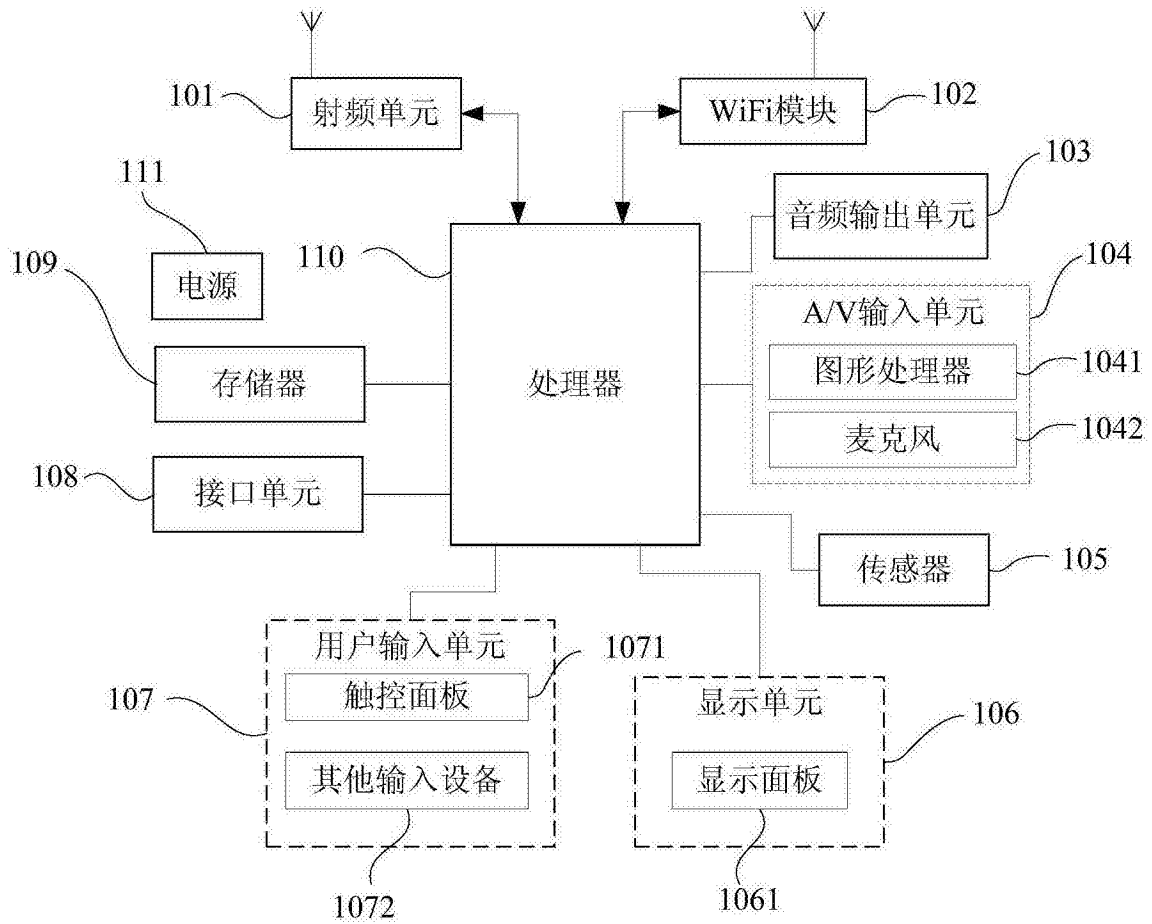 101
射频单元
WiFi模块
102
111
103
音频输出单元
109
电源
110
104
A/V输入单元
图形处理器
1041
存储器
处理器
麦克风
1042
108
接口单元
传感器
105
用户输入单元
1071
107
触控面板
显示单元
106
其他输入设备
显示面板
1072
1061